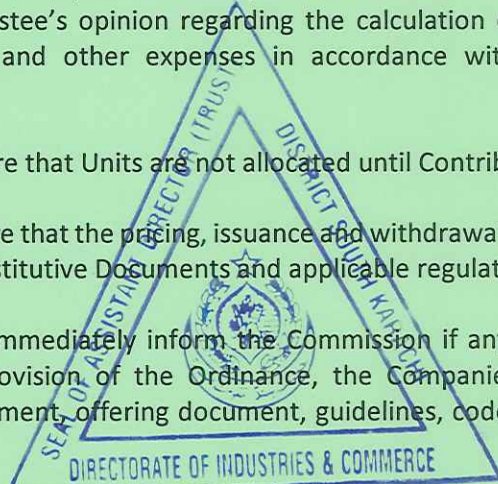 stee's opinion regarding the calculation
and other expenses in accordance wit
re that Units are not allocated until Contrib
e that the pricing, issuance and withdrawa
stitutive Documents and applicable regulat
mmediately inform the Commission if an
ovision of the Ordinance, the Companie
ment, offering document, guidelines, code
SEAL OF ASSISTANT DIRECTOR (TRUST
DISTRICT SOUTH KARACHI
DIRECTORATE OF INDUSTRIES & COMMERCE